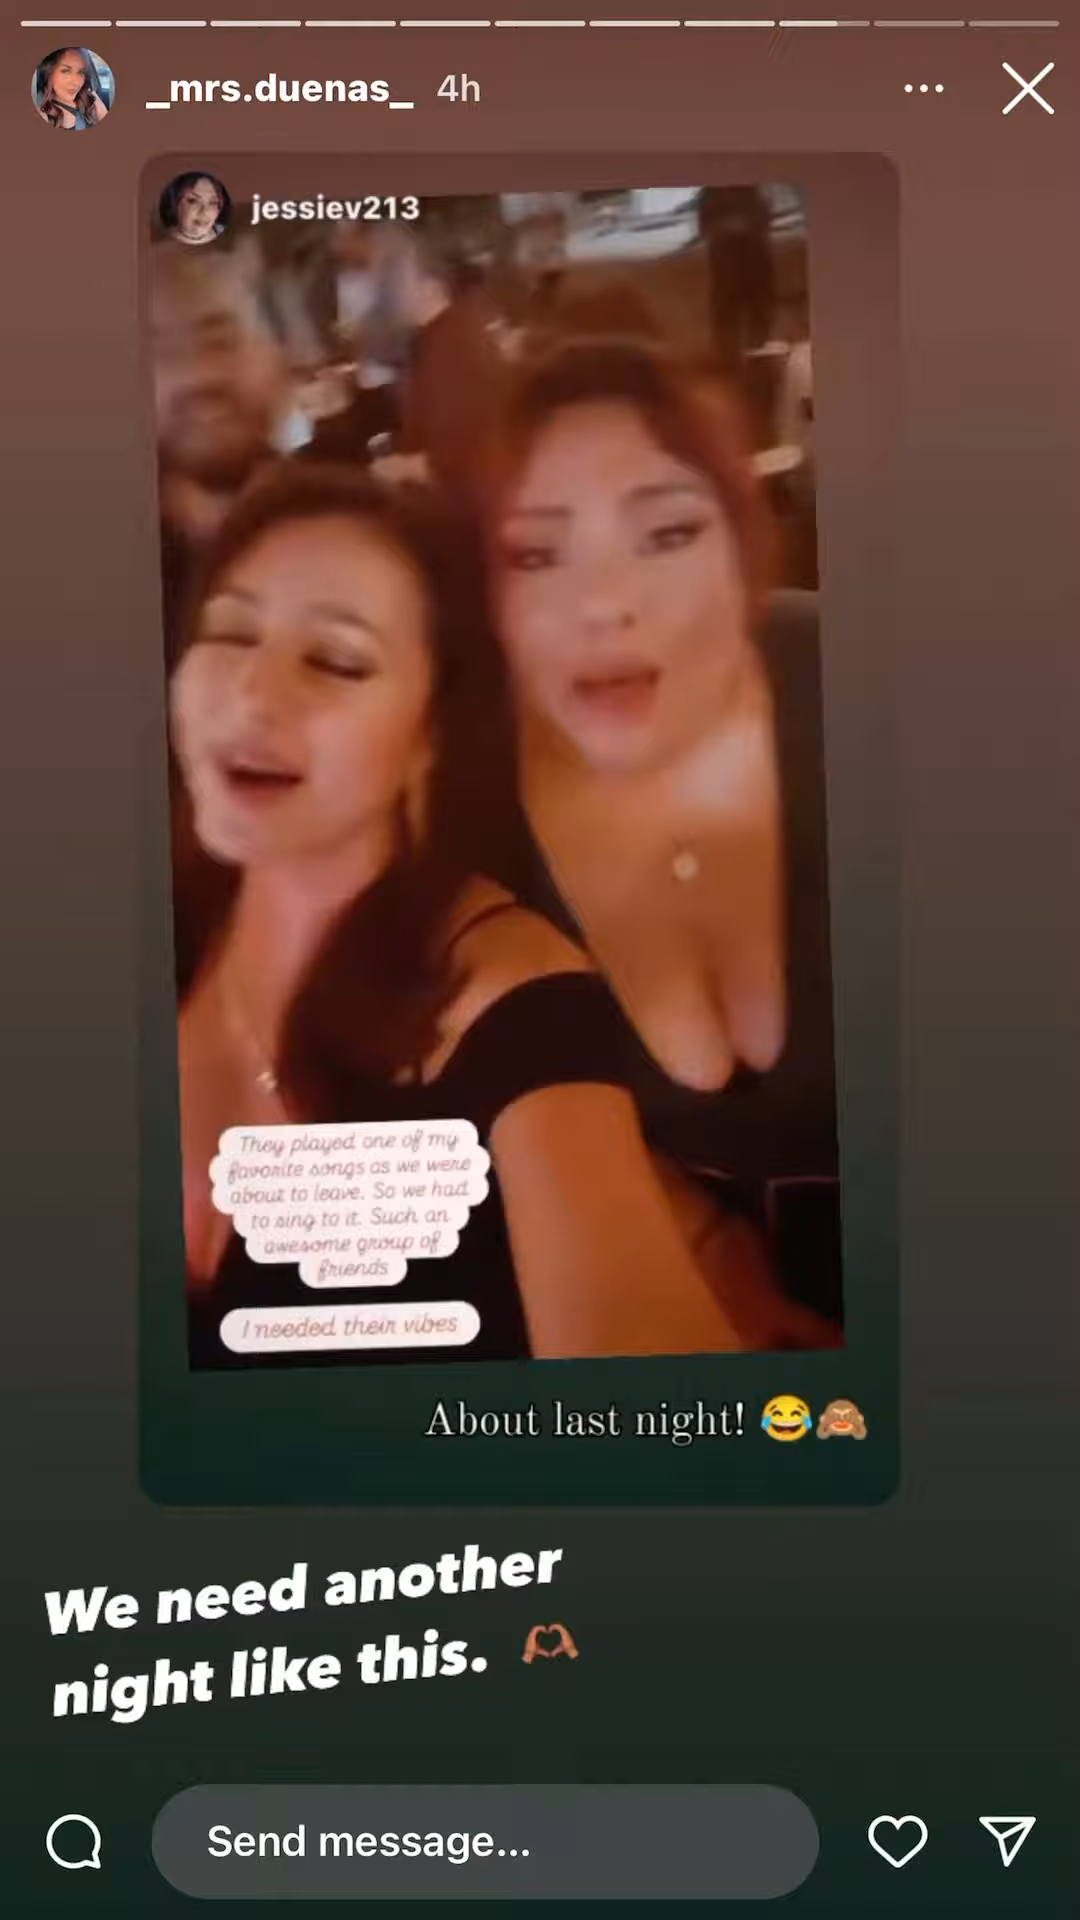 _mrs.duenas_ 4h
jessiev213
They played one of my
favorite songs as we were
about to leave. So we had
to sing to it. Such an
awesome group of
friends
I needed their vibes
About last night! 😂🙈
We need another
night like this. 🫶🏽
Send message...